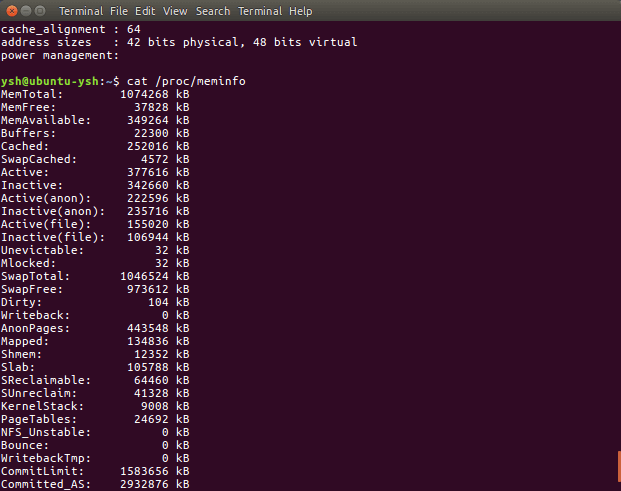 Terminal File Edit View Search Terminal Help
cache_alignment : 64
address sizes   : 42 bits physical, 48 bits virtual
power management:
ysh@ubuntu-ysh:~$ cat /proc/meminfo
MemTotal:        1074268 kB
MemFree:           37828 kB
MemAvailable:     349264 kB
Buffers:           22300 kB
Cached:           252016 kB
SwapCached:         4572 kB
Active:           377616 kB
Inactive:         342660 kB
Active(anon):     222596 kB
Inactive(anon):   235716 kB
Active(file):     155020 kB
Inactive(file):   106944 kB
Unevictable:          32 kB
Mlocked:              32 kB
SwapTotal:       1046524 kB
SwapFree:         973612 kB
Dirty:               104 kB
Writeback:             0 kB
AnonPages:        443548 kB
Mapped:           134836 kB
Shmem:             12352 kB
Slab:             105788 kB
SReclaimable:      64460 kB
SUnreclaim:        41328 kB
KernelStack:        9008 kB
PageTables:        24692 kB
NFS_Unstable:          0 kB
Bounce:                0 kB
WritebackTmp:          0 kB
CommitLimit:     1583656 kB
Committed_AS:    2932876 kB